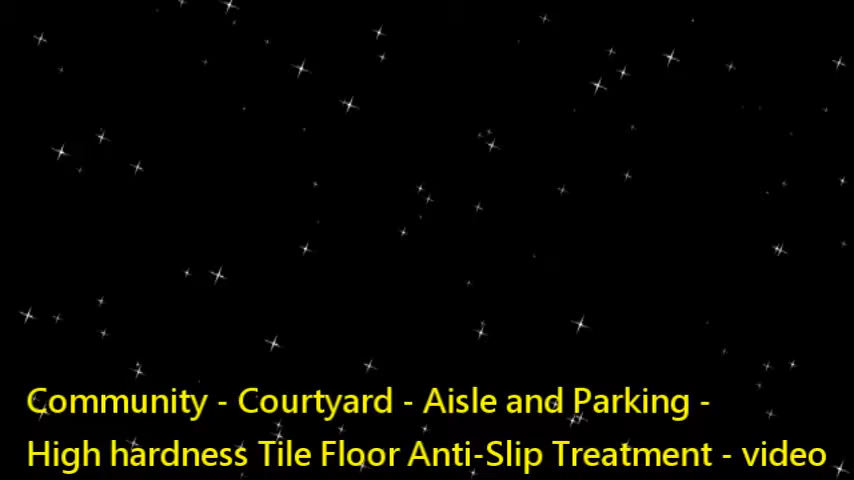 Community - Courtyard - Aisle and Parking -
High hardness Tile Floor Anti-Slip Treatment - video